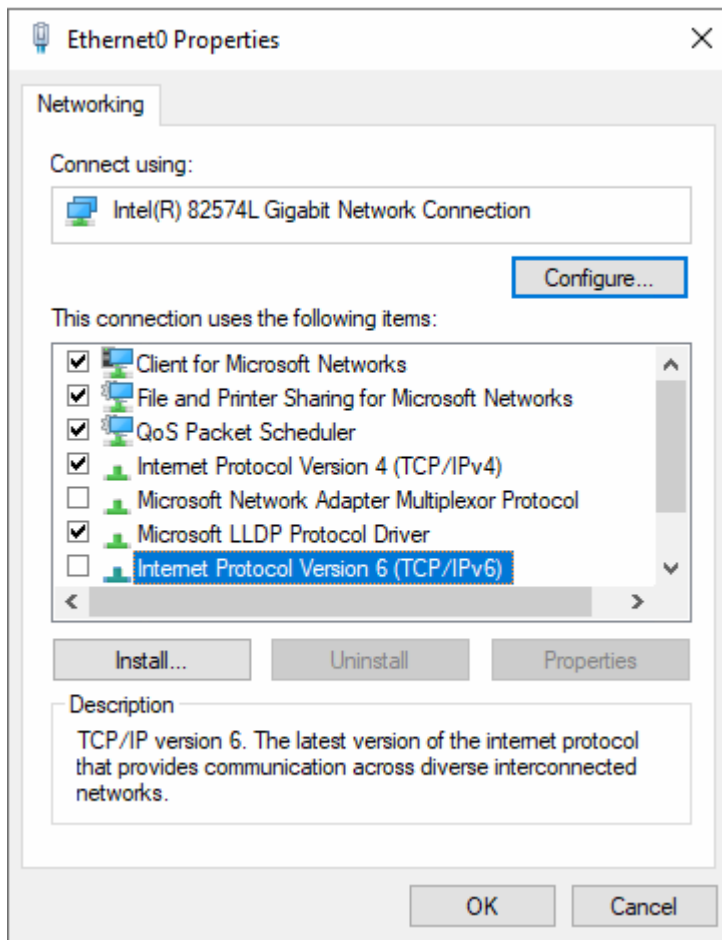 Ethernet0 Properties
Networking
Connect using:
Intel(R) 82574L Gigabit Network Connection
Configure...
This connection uses the following items:
Client for Microsoft Networks
File and Printer Sharing for Microsoft Networks
QoS Packet Scheduler
Internet Protocol Version 4 (TCP/IPv4)
Microsoft Network Adapter Multiplexor Protocol
Microsoft LLDP Protocol Driver
Internet Protocol Version 6 (TCP/IPv6)
Install...
Uninstall
Properties
Description
TCP/IP version 6. The latest version of the internet protocol
that provides communication across diverse interconnected
networks.
OK
Cancel